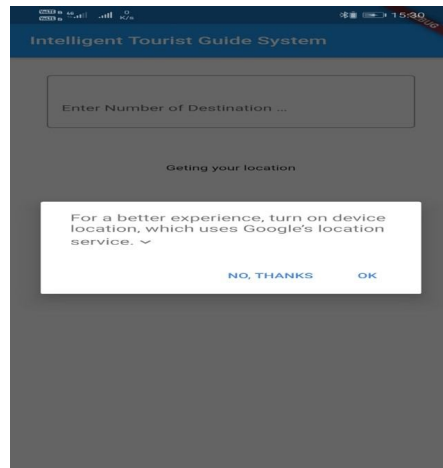 0
K/s
15:30
Intelligent Tourist Guide System
Enter Number of Destination ...
Geting your location
For a better experience, turn on device
location, which uses Google's location
service.
NO, THANKS OK